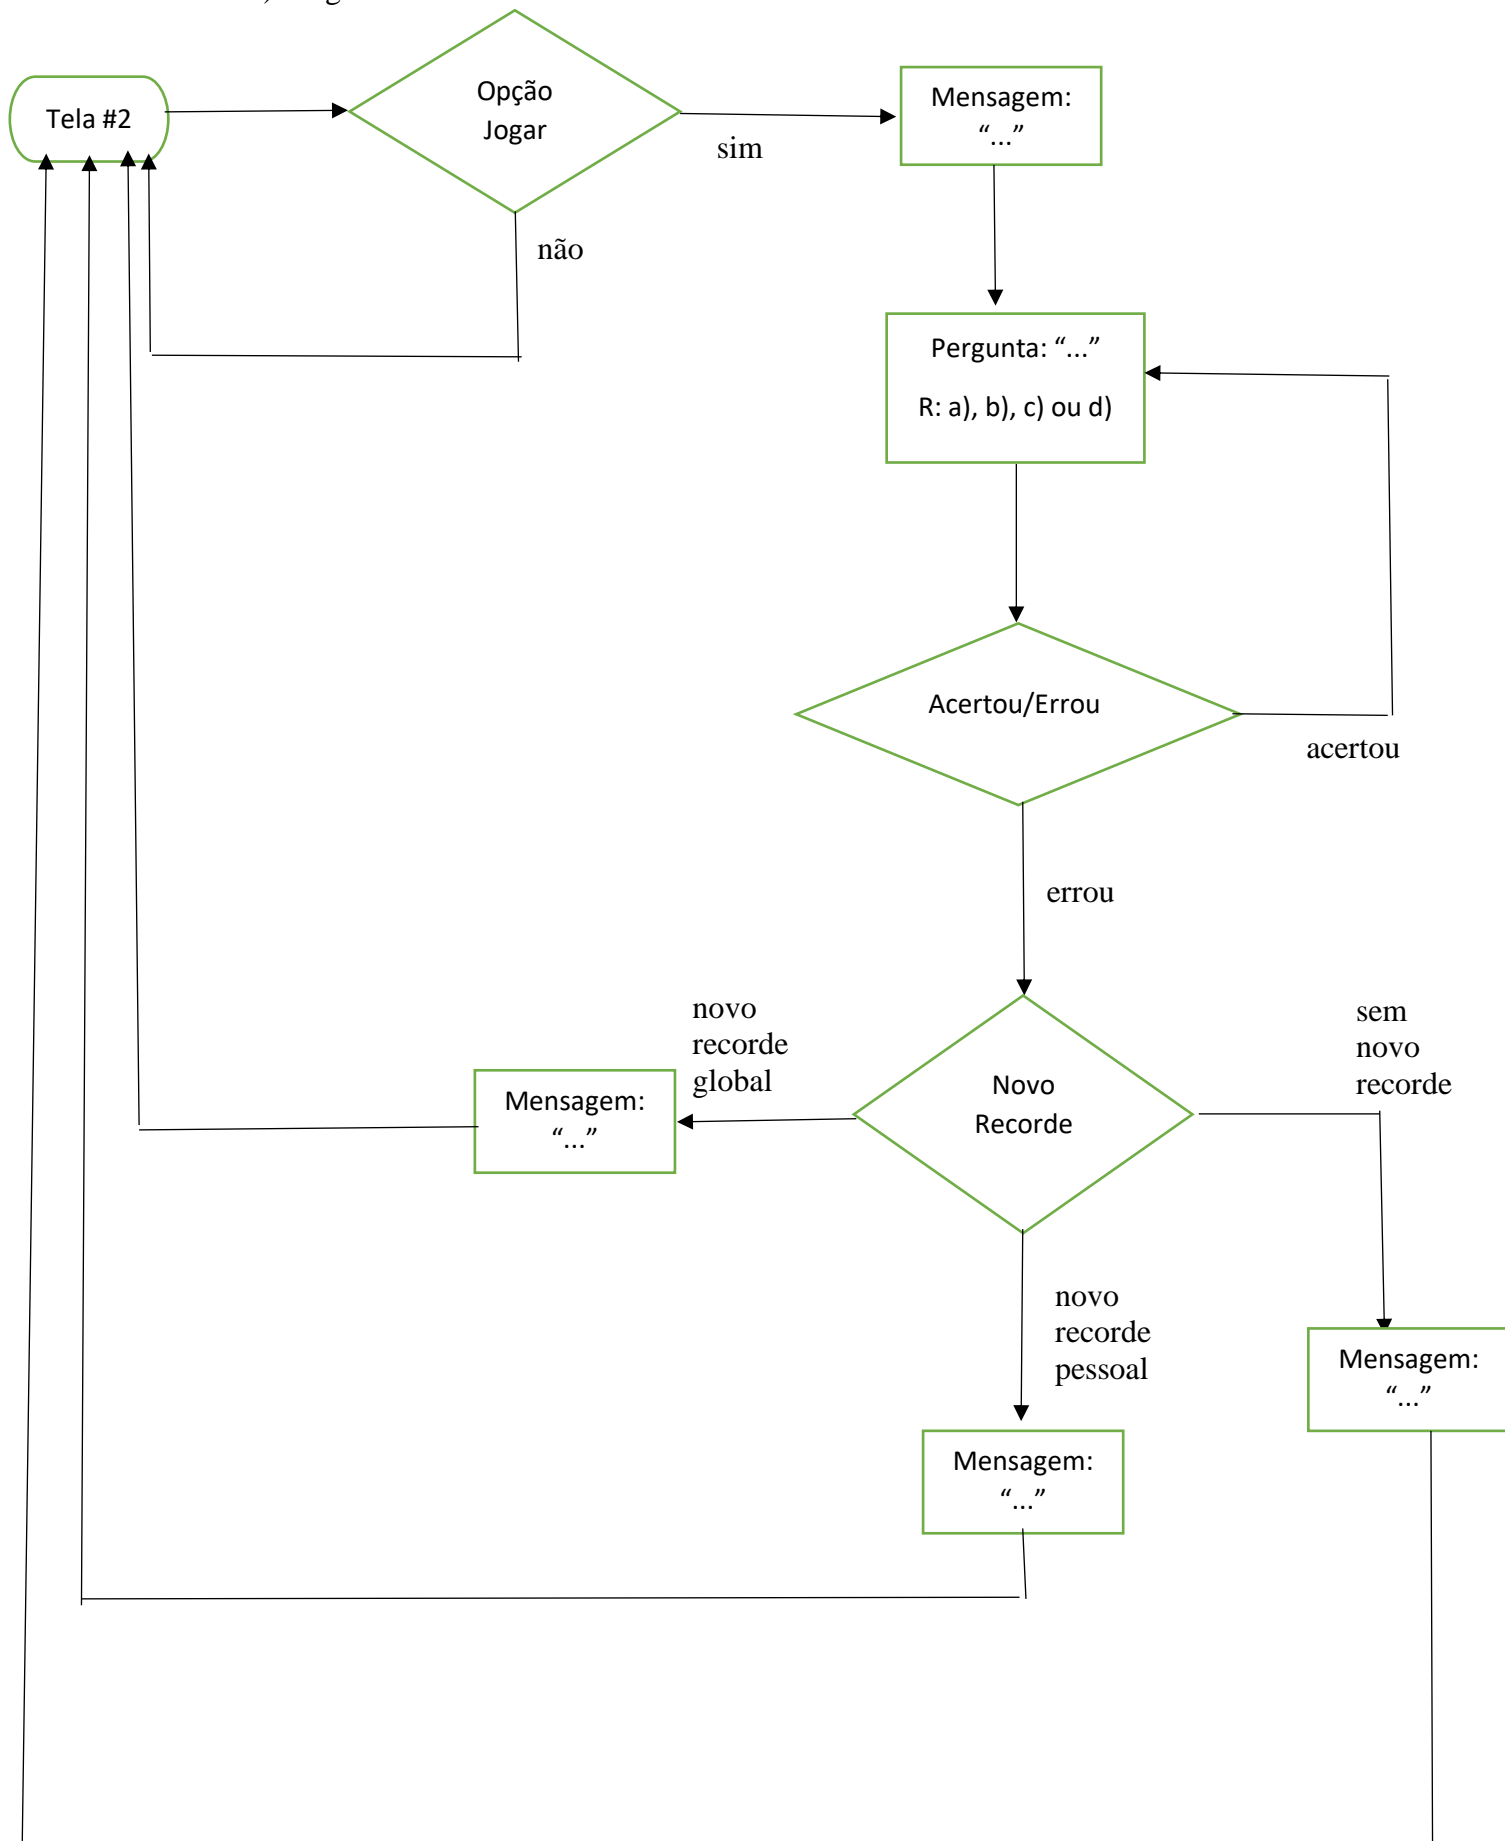 Tela #2
Opção
Jogar
sim
não
Mensagem:
“...”
Pergunta: “...”
R: a), b), c) ou d)
Acertou/Errou
acertou
errou
novo
recorde
global
Mensagem:
“...”
Novo
Recorde
sem
novo
recorde
novo
recorde
pessoal
Mensagem:
“...”
Mensagem:
“...”